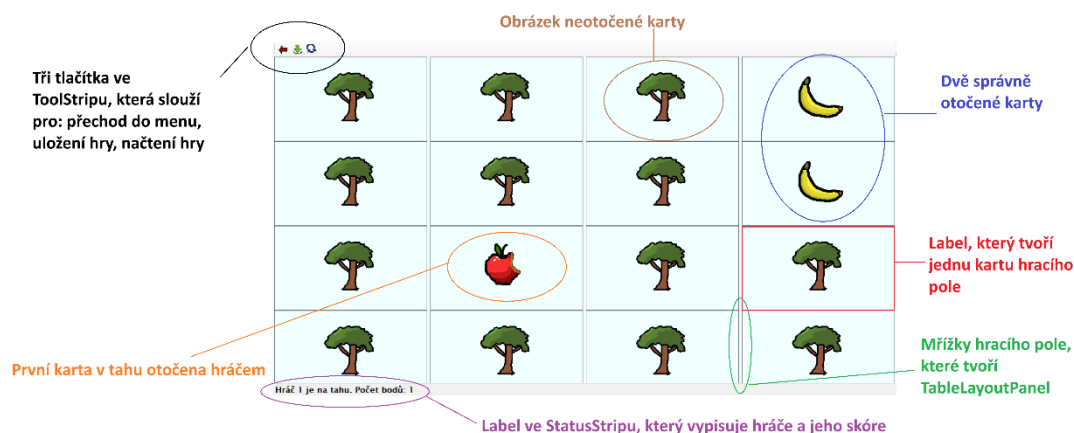 Obrázek neotočené karty
Tři tlačítka ve
ToolStripu, která slouží
pro: přechod do menu,
uložení hry, načtení hry
Dvě správně
otočené karty
Label, který tvoří
jednu kartu hracího
pole
První karta v tahu otočena hráčem
Mřížky hracího pole,
které tvoří
TableLayoutPanel
Hráč 1 je na tahu. Počet bodů: 1
Label ve StatusStripu, který vypisuje hráče a jeho skóre